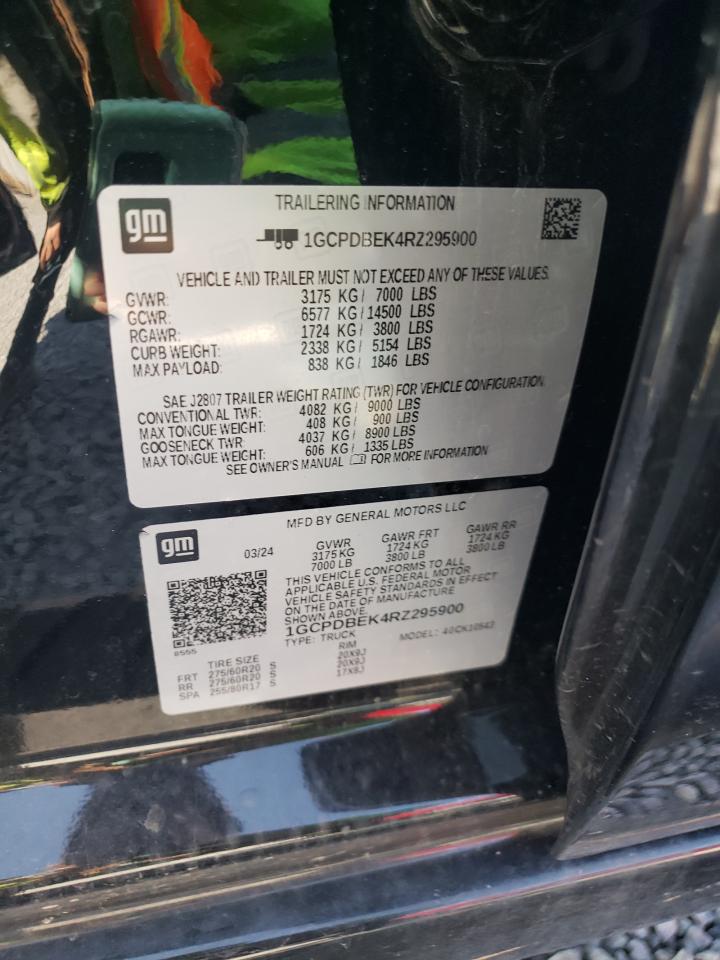 gm
TRAILERING INFORMATION
1GCPDBEK4RZ295900
VEHICLE AND TRAILER MUST NOT EXCEED ANY OF THESE VALUES.
GVWR: 3175 KG / 7000 LBS
GCWR: 6577 KG / 14500 LBS
RGAWR: 1724 KG / 3800 LBS
CURB WEIGHT: 2338 KG / 5154 LBS
MAX PAYLOAD: 838 KG / 1846 LBS
SAE J2807 TRAILER WEIGHT RATING (TWR) FOR VEHICLE CONFIGURATION
CONVENTIONAL TWR: 4082 KG / 9000 LBS
MAX TONGUE WEIGHT: 408 KG / 900 LBS
GOOSENECK TWR: 4037 KG / 8900 LBS
MAX TONGUE WEIGHT: 606 KG / 1335 LBS
SEE OWNER'S MANUAL FOR MORE INFORMATION
gm
MFD BY GENERAL MOTORS LLC
03/24 GVWR GAWR FRT GAWR RR
3175 KG 1724 KG 1724 KG
7000 LB 3800 LB 3800 LB
THIS VEHICLE CONFORMS TO ALL
APPLICABLE U.S. FEDERAL MOTOR
VEHICLE SAFETY STANDARDS IN EFFECT
ON THE DATE OF MANUFACTURE
SHOWN ABOVE.
1GCPDBEK4RZ295900
TYPE: TRUCK MODEL: 40CK10543
8555
TIRE SIZE RIM
FRT 275/60R20 S 20X9J
RR 275/60R20 S 20X9J
SPA 255/80R17 S 17X8J